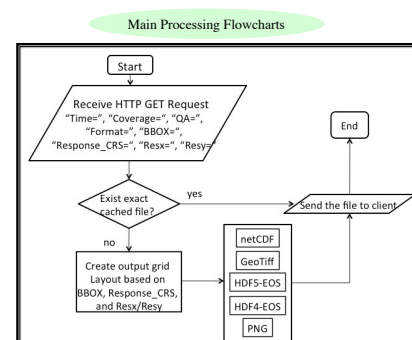 Main Processing Flowcharts
Start
Receive HTTP GET Request
“Time=”, “Coverage=“, “QA=”,
“Format=”, “BBOX=“,
“Response_CRS=“, “Resx=“, “Resy=“
End
Exist exact
cached file?
yes
Send the file to client
no
Create output grid
Layout based on
BBOX, Response_CRS,
and Resx/Resy
netCDF
GeoTiff
HDF5-EOS
HDF4-EOS
PNG